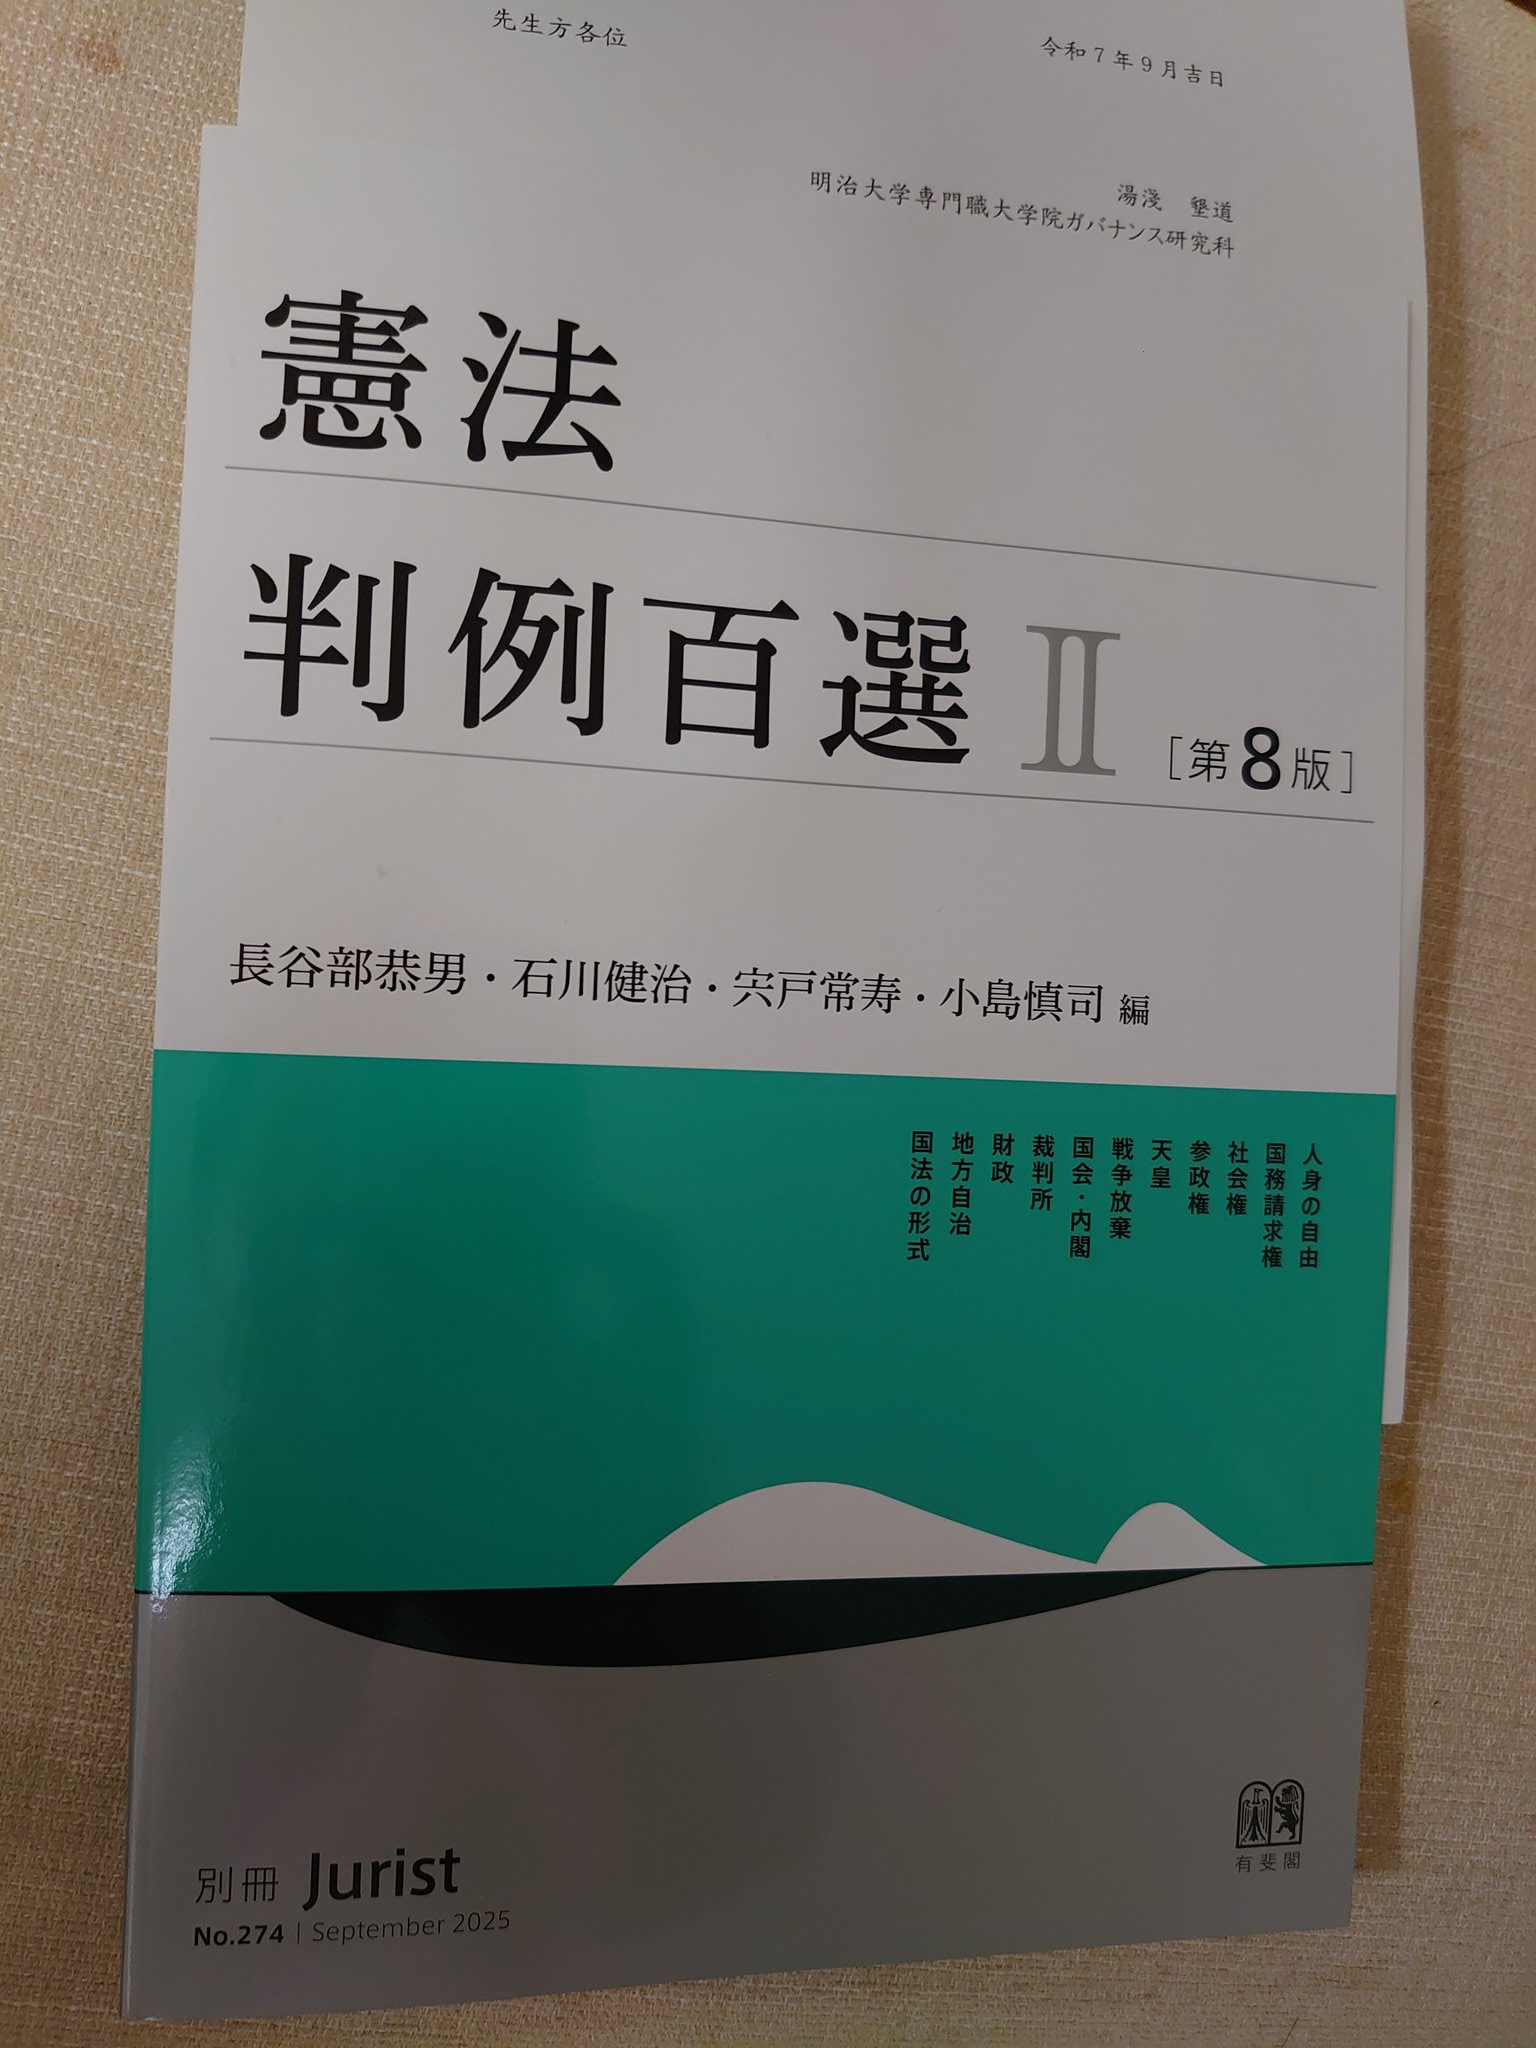 先生方各位
令和7年9月吉日
湯淺　墾道
明治大学専門職大学院ガバナンス研究科
憲法
判例百選Ⅱ［第8版］
長谷部恭男・石川健治・宍戸常寿・小島慎司 編
人身の自由
国務請求権
社会権
参政権
天皇
戦争放棄
国会・内閣
裁判所
財政
地方自治
国法の形式
別冊 Jurist
No.274 | September 2025
有斐閣